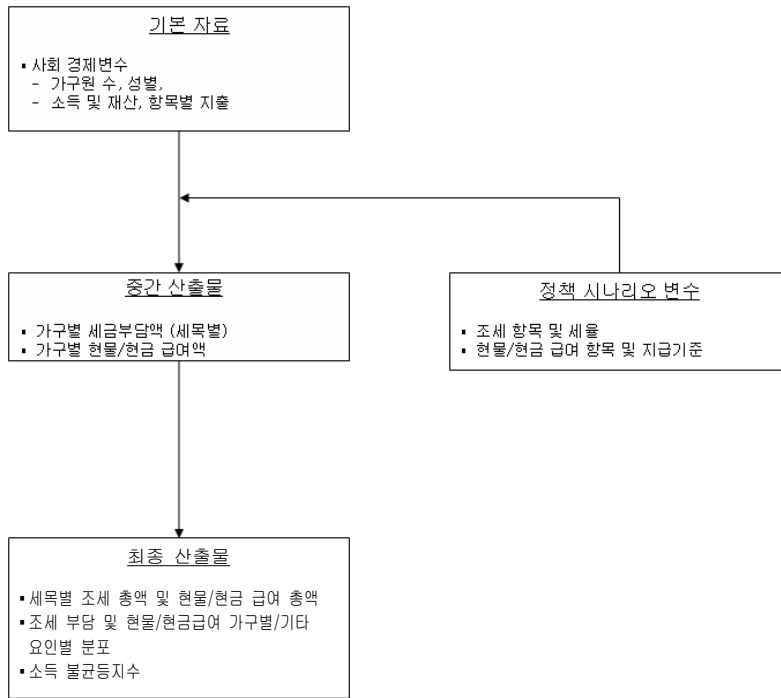 기본 자료
▪ 사회 경제변수
- 가구원 수, 성별,
- 소득 및 재산, 항목별 지출
중간 산출물
▪ 가구별 세금부담액 (세목별)
▪ 가구별 현물/현금 급여액
정책 시나리오 변수
▪ 조세 항목 및 세율
▪ 현물/현금 급여 항목 및 지급기준
최종 산출물
▪ 세목별 조세 총액 및 현물/현금 급여 총액
▪ 조세 부담 및 현물/현금급여 가구별/기타
요인별 분포
▪ 소득 불균등지수